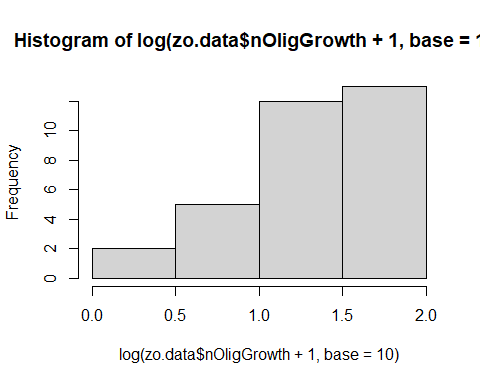 Histogram of log(zo.data$nOligGrowth + 1, base = 1
Frequency
0 2 4 6 8 10
0.0 0.5 1.0 1.5 2.0
log(zo.data$nOligGrowth + 1, base = 10)